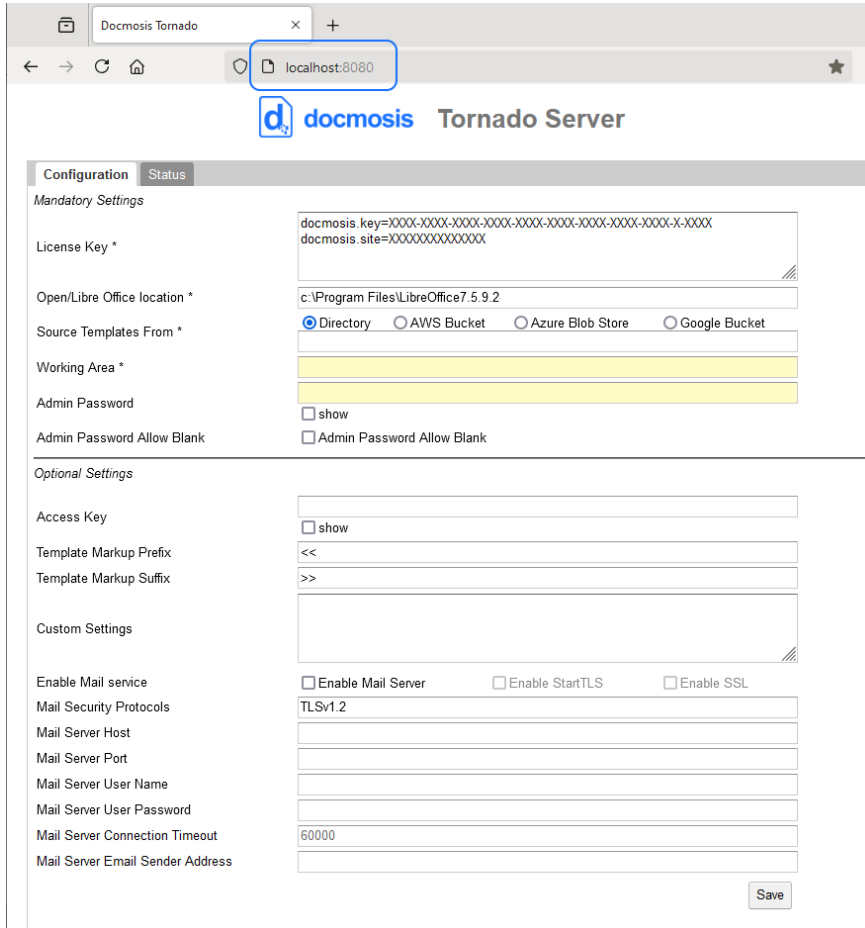 Docmosis Tornado
localhost:8080
docmosis Tornado Server
Configuration Status
Mandatory Settings
License Key *
docmosis.key=XXXX-XXXX-XXXX-XXXX-XXXX-XXXX-XXXX-XXXX-XXXX-X-XXXX
docmosis.site=XXXXXXXXXXXXXX
Open/Libre Office location * c:\Program Files\LibreOffice7.5.9.2
Source Templates From * Directory AWS Bucket Azure Blob Store Google Bucket
Working Area *
Admin Password
show
Admin Password Allow Blank Admin Password Allow Blank
Optional Settings
Access Key
show
Template Markup Prefix <<
Template Markup Suffix >>
Custom Settings
Enable Mail service Enable Mail Server Enable StartTLS Enable SSL
Mail Security Protocols TLSv1.2
Mail Server Host
Mail Server Port
Mail Server User Name
Mail Server User Password
Mail Server Connection Timeout 60000
Mail Server Email Sender Address
Save